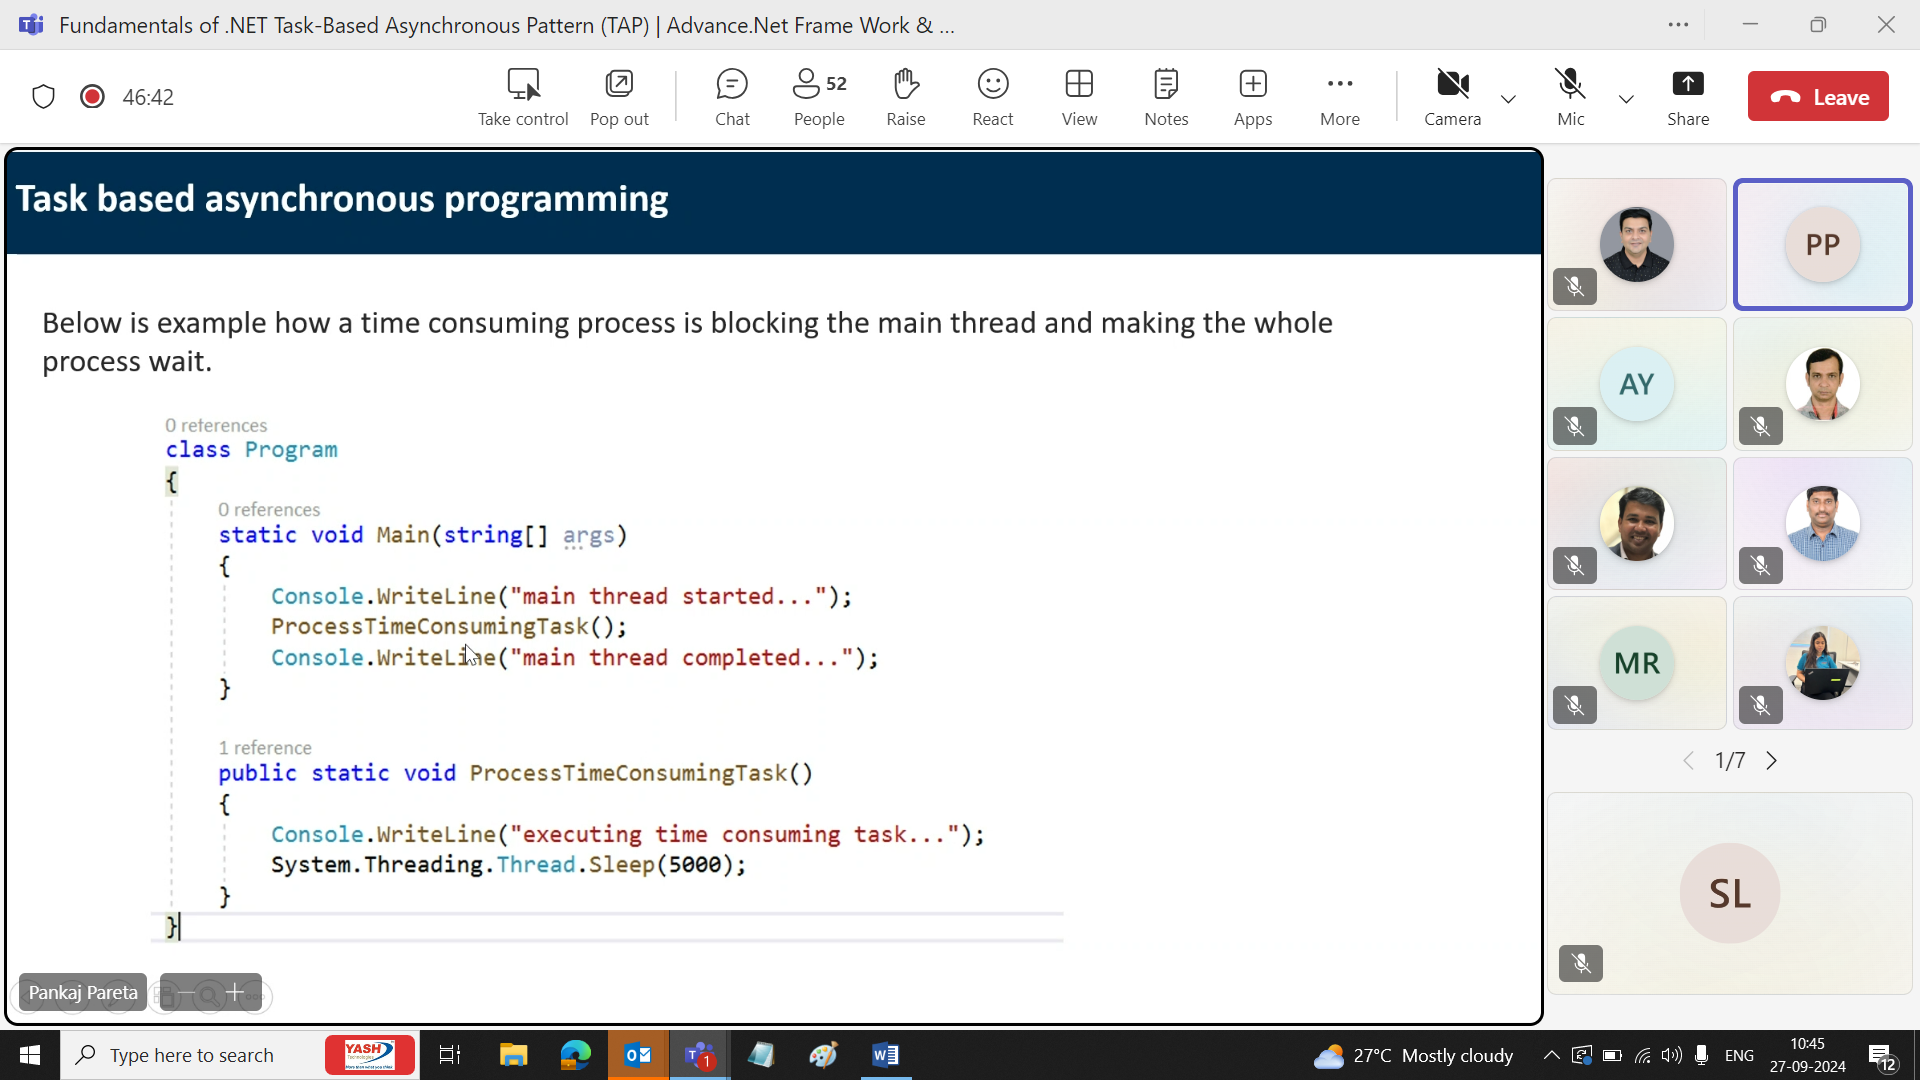 Fundamentals of .NET Task-Based Asynchronous Pattern (TAP) | Advance.Net Frame Work & ...
46:42
Take control
Pop out
Chat
52
People
Raise
React
View
Notes
Apps
More
Camera
Mic
Share
Leave
Task based asynchronous programming
Below is example how a time consuming process is blocking the main thread and making the whole
process wait.
0 references
class Program
{
0 references
static void Main(string[] args)
{
Console.WriteLine("main thread started...");
ProcessTimeConsumingTask();
Console.WriteLine("main thread completed...");
}
1 reference
public static void ProcessTimeConsumingTask()
{
Console.WriteLine("executing time consuming task...");
System.Threading.Thread.Sleep(5000);
}
}
Pankaj Pareta
PP
AY
MR
1/7
SL
Type here to search
YASH
1
27°C Mostly cloudy
ENG
10:45
27-09-2024
12